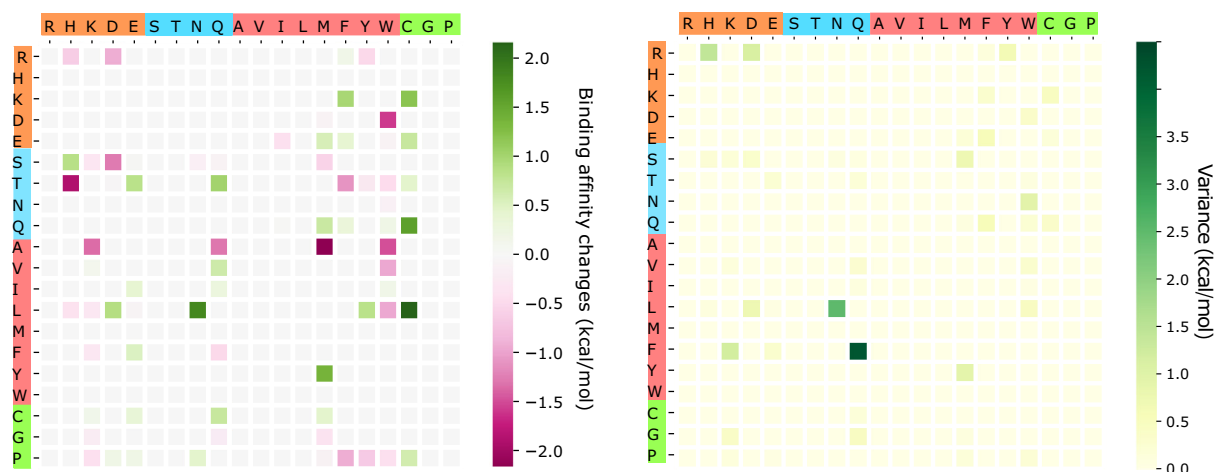 R H K D E S T N Q A V I L M F Y W C G P
R
H
K
D
E
S
T
N
Q
A
V
I
L
M
F
Y
W
C
G
P
2.0
1.5
1.0
0.5
0.0
−0.5
−1.0
−1.5
−2.0
Binding affinity changes (kcal/mol)
R H K D E S T N Q A V I L M F Y W C G P
R
H
K
D
E
S
T
N
Q
A
V
I
L
M
F
Y
W
C
G
P
3.5
3.0
2.5
2.0
1.5
1.0
0.5
0.0
Variance (kcal/mol)